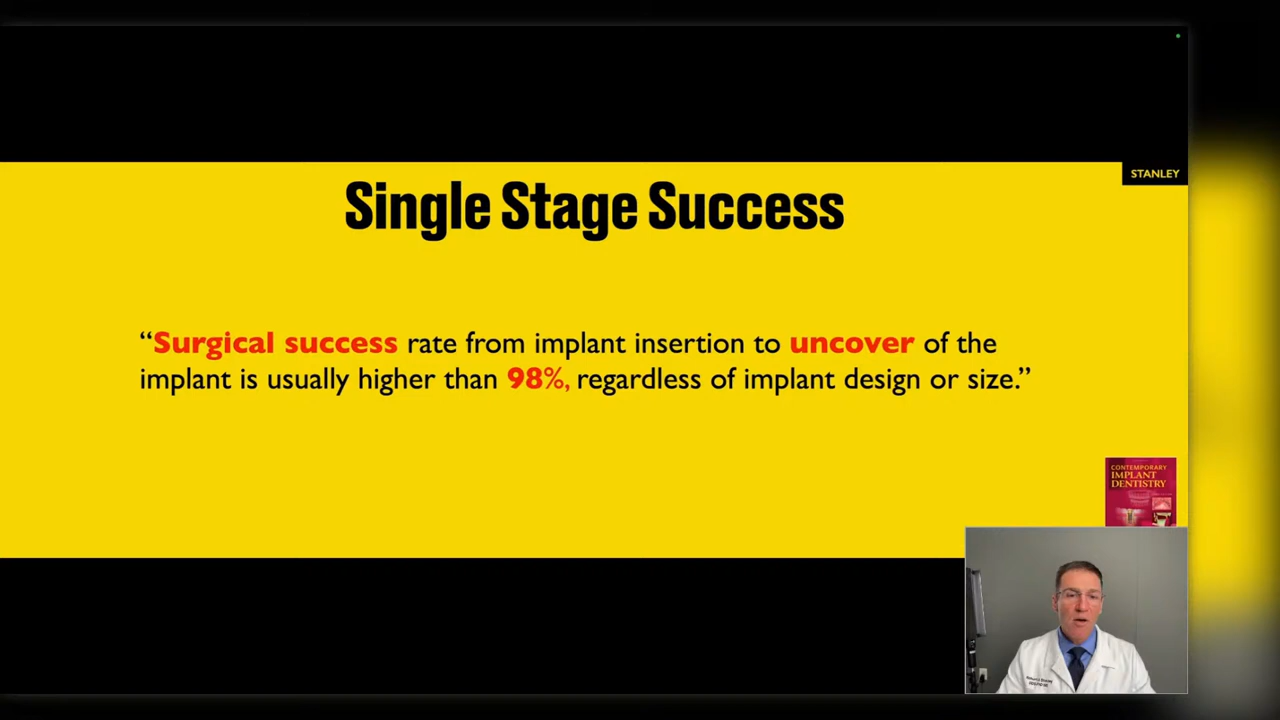 STANLEY
Single Stage Success
“Surgical success rate from implant insertion to uncover of the
implant is usually higher than 98%, regardless of implant design or size.”
CONTEMPORARY
IMPLANT
DENTISTRY